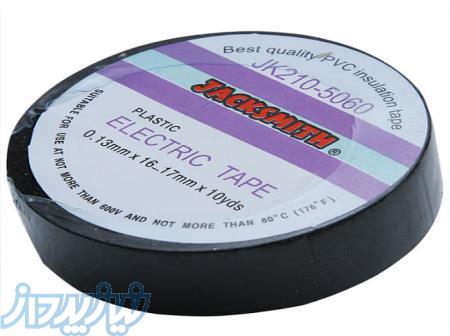 Best quality PVC insulation tape
JK210-5060
JACKSMITH®
PLASTIC
ELECTRIC TAPE
0.13mm x 16~17mm x 10yds
SUITABLE FOR USE AT NOT MORE THAN 600V AND NOT MORE THAN 80°C (176°F)
نیازپرداز